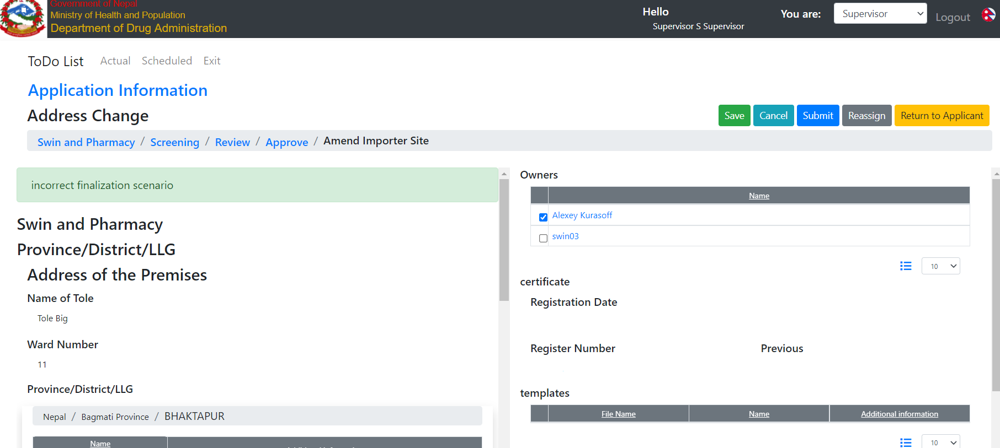 Government of Nepal
Ministry of Health and Population
Department of Drug Administration
Hello
Supervisor S Supervisor
You are:
Supervisor
Logout
ToDo List Actual Scheduled Exit
Application Information
Address Change
Save Cancel Submit Reassign Return to Applicant
Swin and Pharmacy / Screening / Review / Approve / Amend Importer Site
incorrect finalization scenario
Swin and Pharmacy
Province/District/LLG
Address of the Premises
Name of Tole
Tole Big
Ward Number
11
Province/District/LLG
Nepal / Bagmati Province / BHAKTAPUR
Name
Owners
Name
Alexey Kurasoff
swin03
10
certificate
Registration Date
Register Number Previous
templates
File Name Name Additional information
10